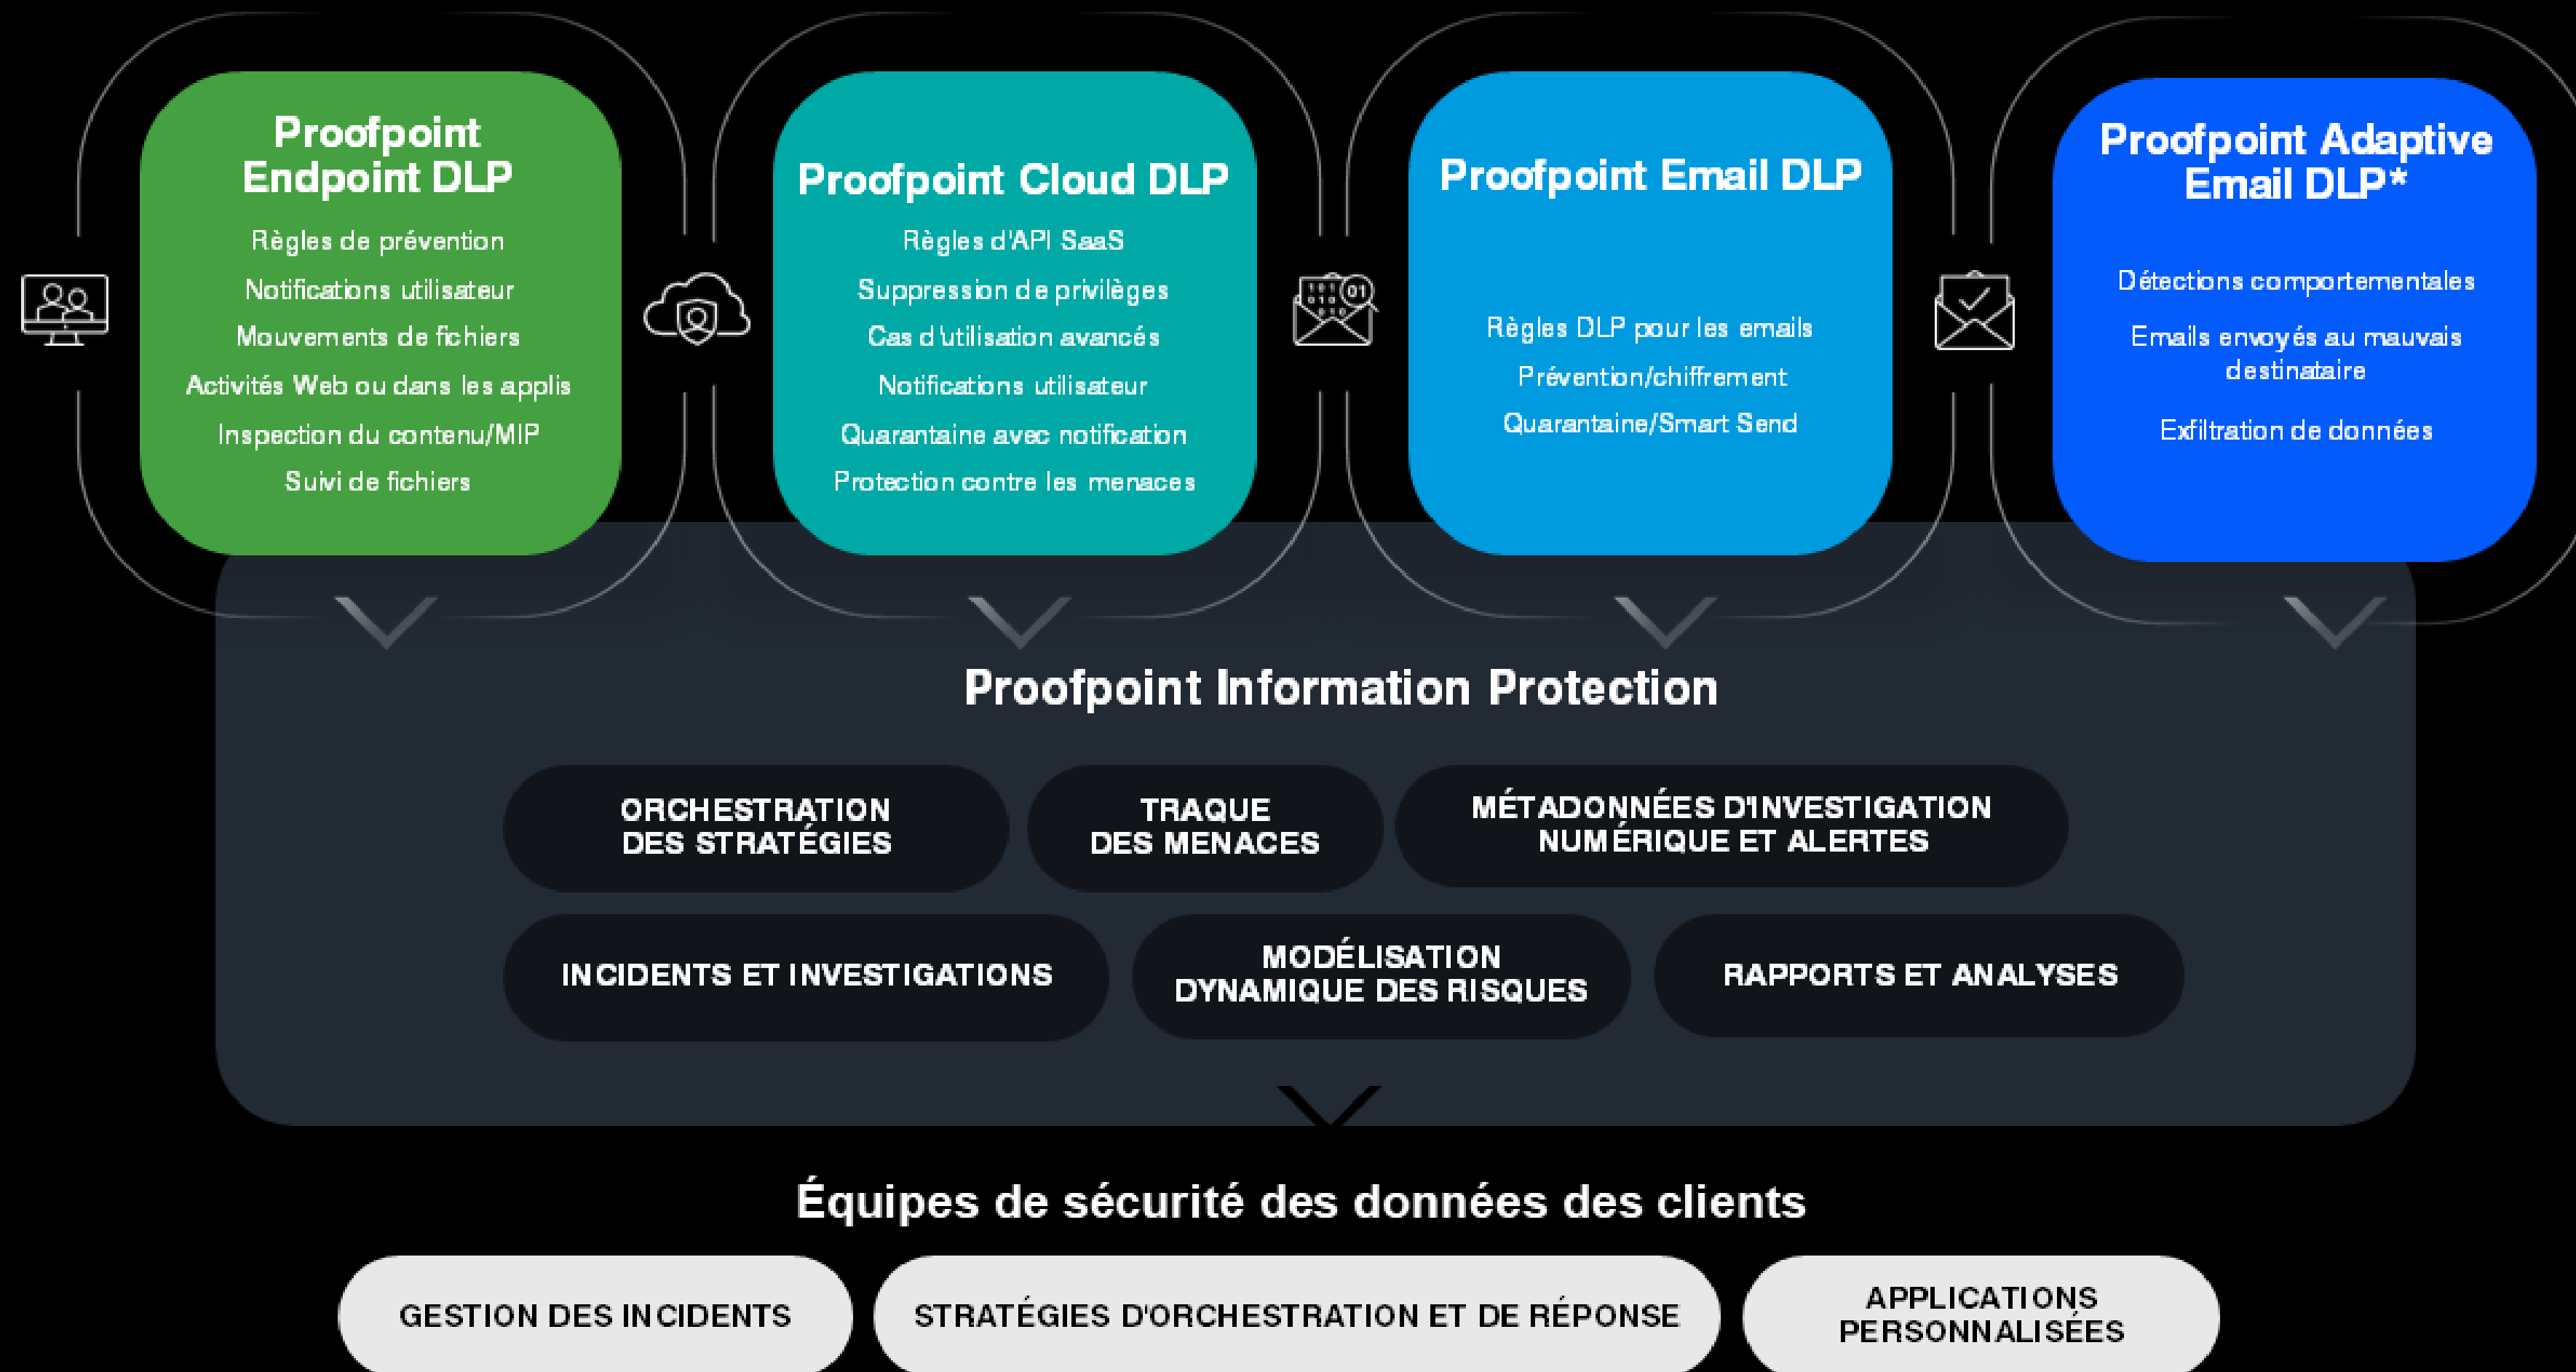 Proofpoint
Endpoint DLP
Règles de prévention
Notifications utilisateur
Mouvements de fichiers
Activités Web ou dans les applis
Inspection du contenu/MIP
Suivi de fichiers
Proofpoint Cloud DLP
Règles d'API SaaS
Suppression de privilèges
Cas d'utilisation avancés
Notifications utilisateur
Quarantaine avec notification
Protection contre les menaces
101
010
010
01
Proofpoint Email DLP
Règles DLP pour les emails
Prévention/chiffrement
Quarantaine/Smart Send
Proofpoint Adaptive
Email DLP*
Détections comportementales
Emails envoyés au mauvais
destinataire
Exfiltration de données
Proofpoint Information Protection
ORCHESTRATION
DES STRATÉGIES
TRAQUE
DES MENACES
MÉTADONNÉES D'INVESTIGATION
NUMÉRIQUE ET ALERTES
INCIDENTS ET INVESTIGATIONS
MODÉLISATION
DYNAMIQUE DES RISQUES
RAPPORTS ET ANALYSES
Équipes de sécurité des données des clients
GESTION DES INCIDENTS
STRATÉGIES D'ORCHESTRATION ET DE RÉPONSE
APPLICATIONS
PERSONNALISÉES